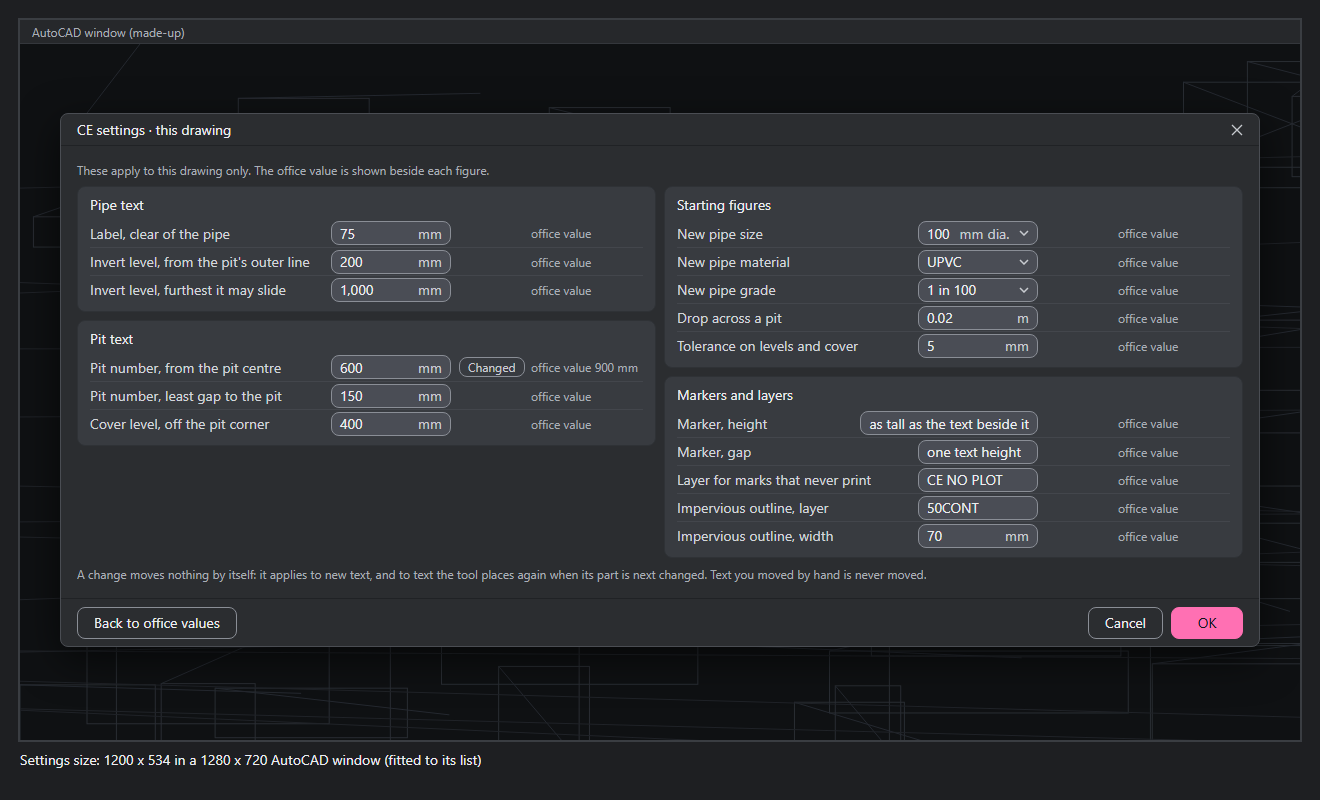 AutoCAD window (made-up)
CE settings · this drawing
These apply to this drawing only. The office value is shown beside each figure.
Pipe text
Label, clear of the pipe 75 mm office value
Invert level, from the pit's outer line 200 mm office value
Invert level, furthest it may slide 1,000 mm office value
Pit text
Pit number, from the pit centre 600 mm Changed office value 900 mm
Pit number, least gap to the pit 150 mm office value
Cover level, off the pit corner 400 mm office value
Starting figures
New pipe size 100 mm dia. office value
New pipe material UPVC office value
New pipe grade 1 in 100 office value
Drop across a pit 0.02 m office value
Tolerance on levels and cover 5 mm office value
Markers and layers
Marker, height as tall as the text beside it office value
Marker, gap one text height office value
Layer for marks that never print CE NO PLOT office value
Impervious outline, layer 50CONT office value
Impervious outline, width 70 mm office value
A change moves nothing by itself: it applies to new text, and to text the tool places again when its part is next changed. Text you moved by hand is never moved.
Back to office values Cancel OK
Settings size: 1200 x 534 in a 1280 x 720 AutoCAD window (fitted to its list)